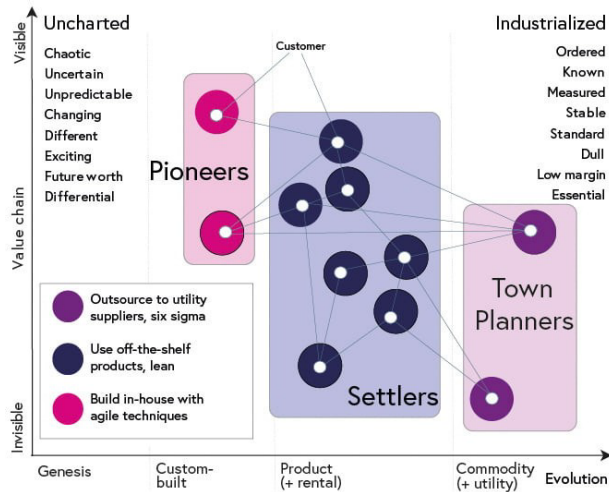 Uncharted
Industrialized
Visible
Customer
Chaotic
Uncertain
Unpredictable
Changing
Different
Exciting
Future worth
Differential
Ordered
Known
Measured
Stable
Standard
Dull
Low margin
Essential
Pioneers
Value chain
Town
Planners
Settlers
Outsource to utility
suppliers, six sigma
Use off-the-shelf
products, lean
Build in-house with
agile techniques
Invisible
Genesis
Custom-
built
Product
(+ rental)
Commodity
(+ utility)
Evolution